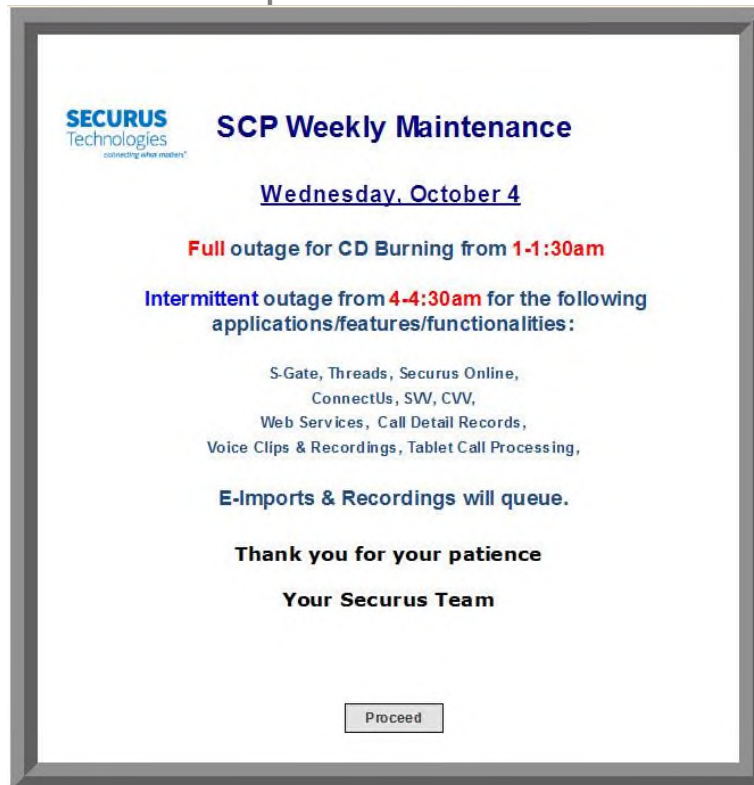 SECURUS
Technologies
connecting what matters®
SCP Weekly Maintenance
Wednesday, October 4
Full outage for CD Burning from 1-1:30am
Intermittent outage from 4-4:30am for the following
applications/features/functionalities:
S-Gate, Threads, Securus Online,
ConnectUs, SVV, CVV,
Web Services, Call Detail Records,
Voice Clips & Recordings, Tablet Call Processing,
E-Imports & Recordings will queue.
Thank you for your patience
Your Securus Team
Proceed